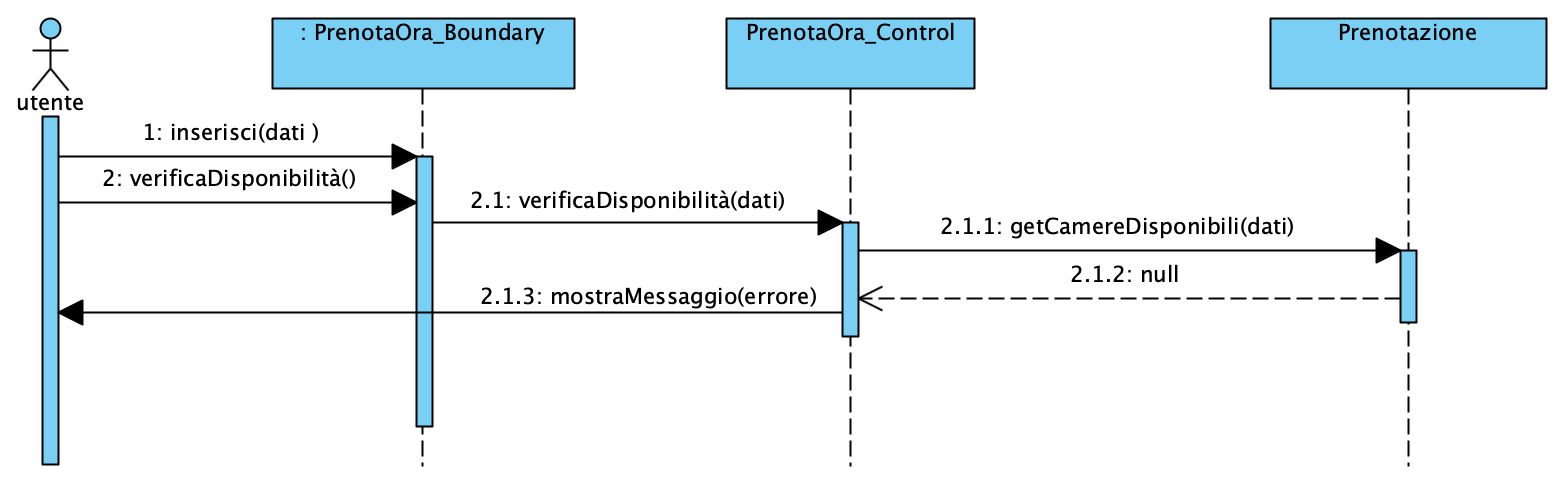 utente
: PrenotaOra_Boundary
PrenotaOra_Control
Prenotazione
1: inserisci(dati )
2: verificaDisponibilità()
2.1: verificaDisponibilità(dati)
2.1.1: getCamereDisponibili(dati)
2.1.2: null
2.1.3: mostraMessaggio(errore)